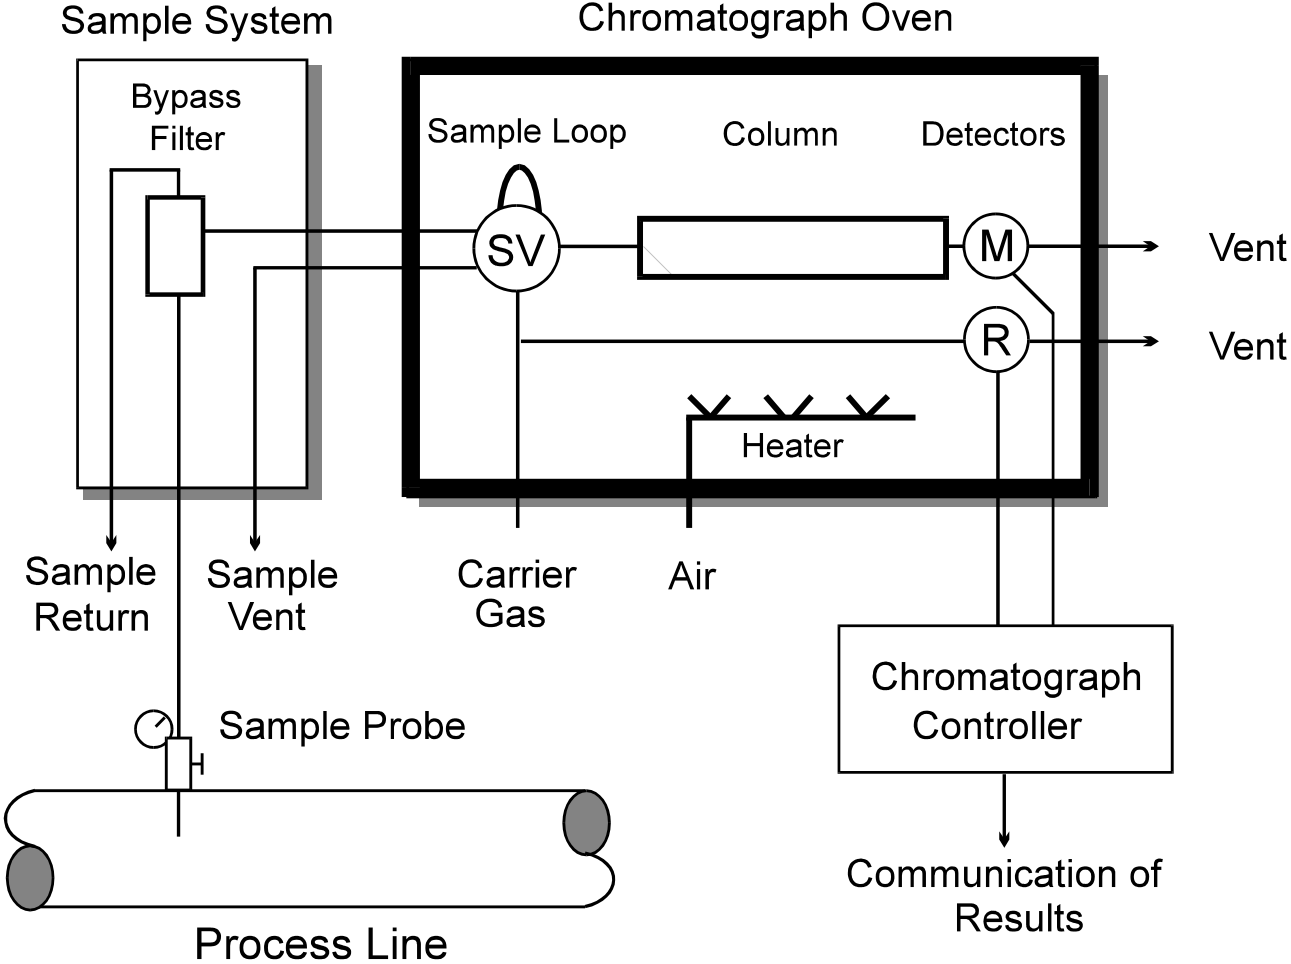 Sample System
Chromatograph Oven
Bypass
Filter
Sample Loop
Column
Detectors
SV
M
Vent
R
Vent
Heater
Sample
Return
Sample
Vent
Carrier
Gas
Air
Chromatograph
Controller
Sample Probe
Communication of
Results
Process Line